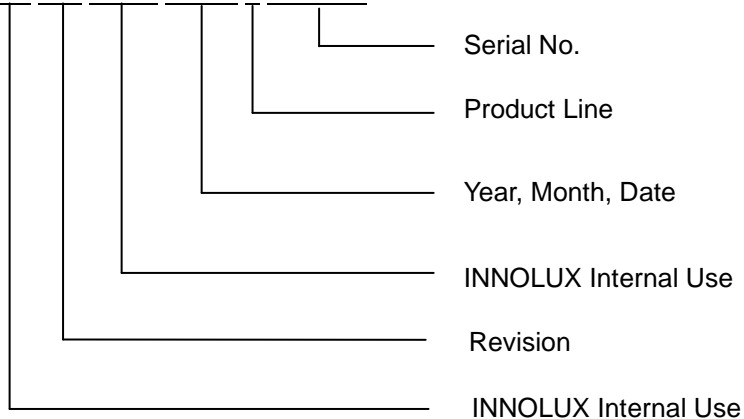 Serial No.
Product Line
Year, Month, Date
INNOLUX Internal Use
Revision
INNOLUX Internal Use